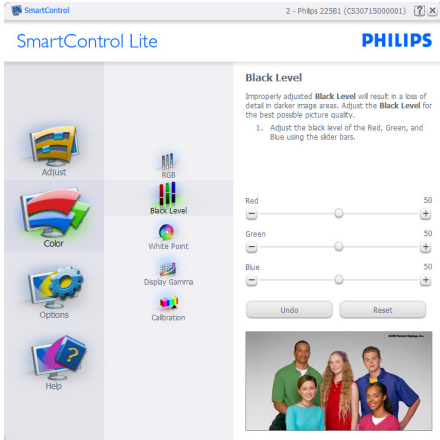 SmartControl
2 - Philips 225B1 (CS30715000001)
SmartControl Lite
PHILIPS
Adjust
Color
Options
Help
RGB
Black Level
White Point
Display Gamma
Calibration
Black Level
Improperly adjusted Black Level will result in a loss of
detail in darker image areas. Adjust the Black Level for
the best possible picture quality.
1. Adjust the black level of the Red, Green, and
Blue using the slider bars.
Red 50
Green 50
Blue 50
Undo
Reset